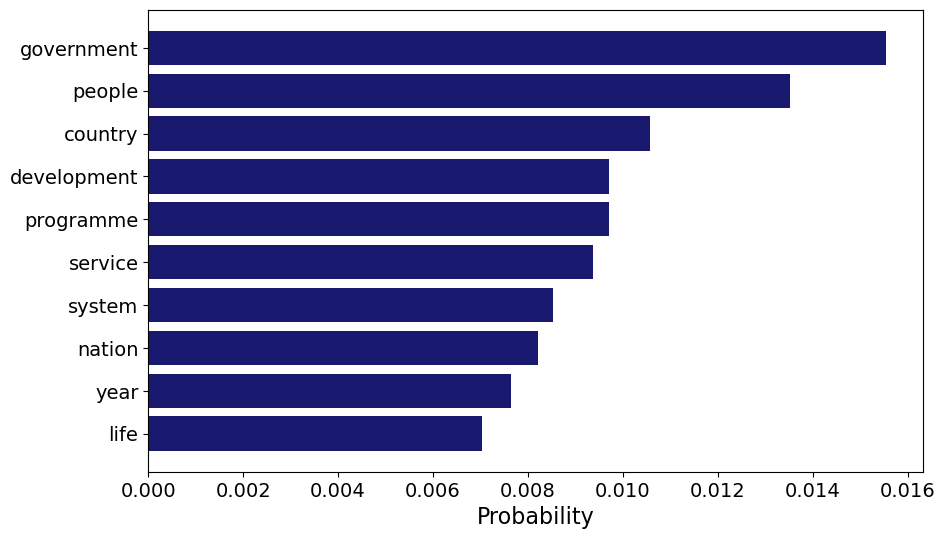 government
people
country
development
programme
service
system
nation
year
life
0.000 0.002 0.004 0.006 0.008 0.010 0.012 0.014 0.016
Probability